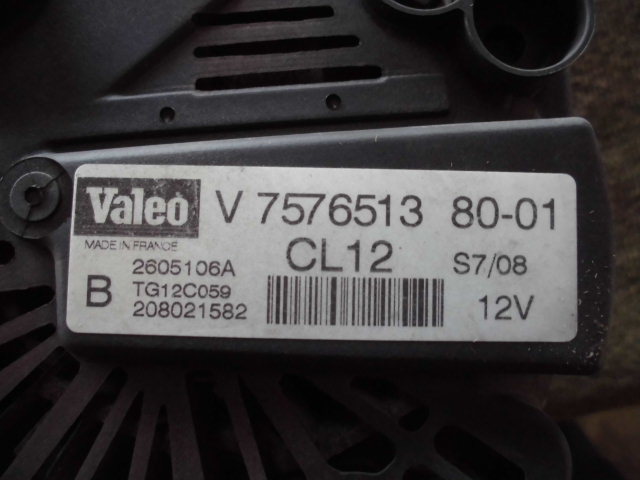 Valeo V 7576513 80-01
MADE IN FRANCE
CL12 S7/08
2605106A
B TG12C059
208021582
12V